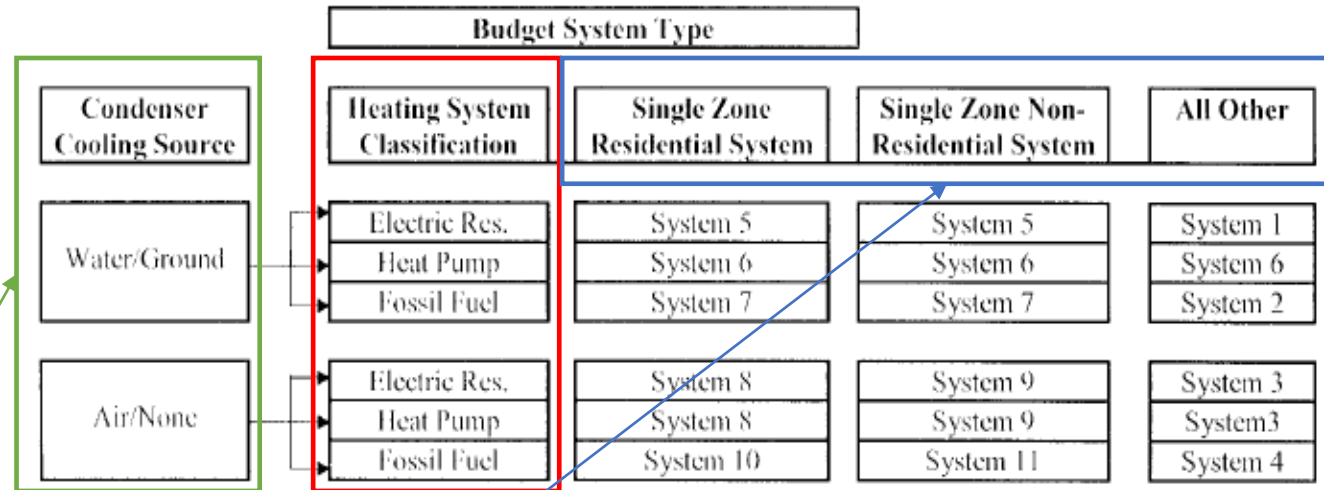 Budget System Type
Condenser
Cooling Source
Heating System
Classification
Single Zone
Residential System
Single Zone Non-
Residential System
All Other
Water/Ground
Electric Res.
System 5
System 5
System 1
Heat Pump
System 6
System 6
System 6
Fossil Fuel
System 7
System 7
System 2
Air/None
Electric Res.
System 8
System 9
System 3
Heat Pump
System 8
System 9
System3
Fossil Fuel
System 10
System 11
System 4